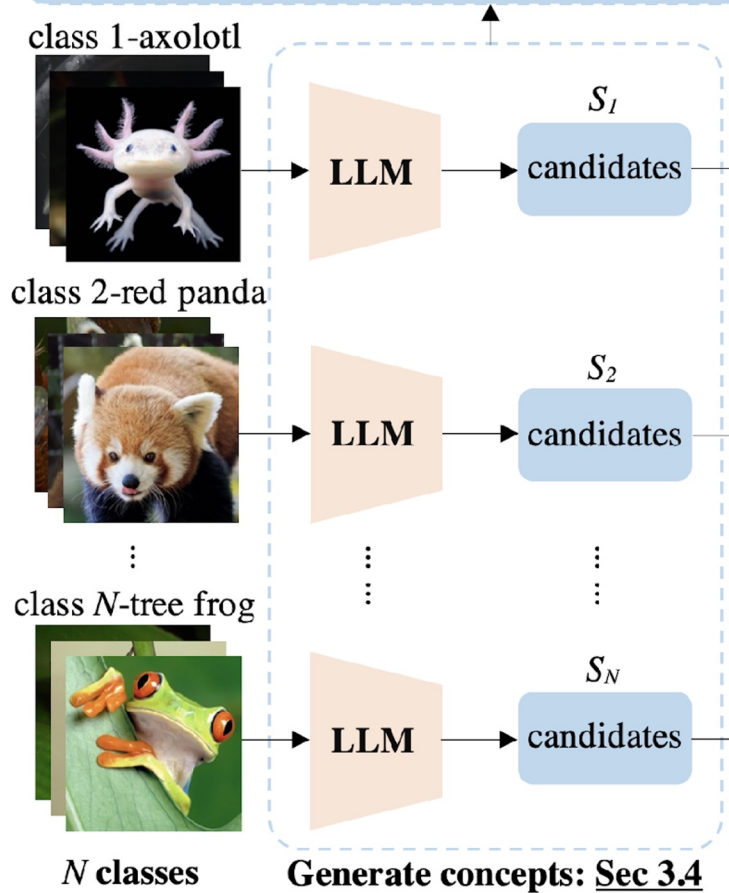 class 1-axolotl
LLM
S1
candidates
class 2-red panda
LLM
S2
candidates
class N-tree frog
LLM
SN
candidates
N classes
Generate concepts: Sec 3.4